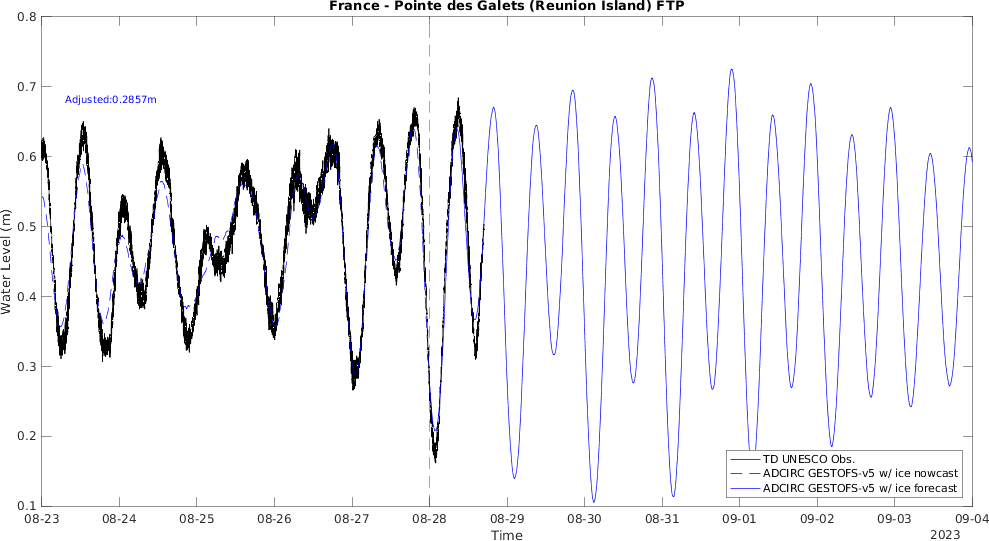 France - Pointe des Galets (Reunion Island) FTP
0.8
0.7
0.6
0.5
0.4
0.3
0.2
0.1
Water Level (m)
Adjusted:0.2857m
TD UNESCO Obs.
ADCIRC GESTOFS-v5 w/ ice nowcast
ADCIRC GESTOFS-v5 w/ ice forecast
08-23 08-24 08-25 08-26 08-27 08-28 08-29 08-30 08-31 09-01 09-02 09-03 09-04
Time
2023